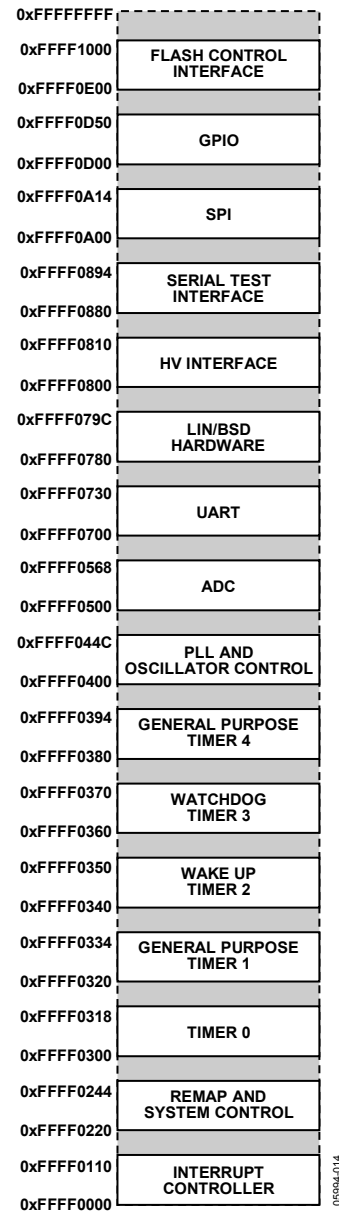 0xFFFFFFFF
0xFFFF1000
FLASH CONTROL
INTERFACE
0xFFFF0E00
0xFFFF0D50
GPIO
0xFFFF0D00
0xFFFF0A14
SPI
0xFFFF0A00
0xFFFF0894
SERIAL TEST
INTERFACE
0xFFFF0880
0xFFFF0810
HV INTERFACE
0xFFFF0800
0xFFFF079C
LIN/BSD
HARDWARE
0xFFFF0780
0xFFFF0730
UART
0xFFFF0700
0xFFFF0568
ADC
0xFFFF0500
0xFFFF044C
PLL AND
OSCILLATOR CONTROL
0xFFFF0400
0xFFFF0394
GENERAL PURPOSE
TIMER 4
0xFFFF0380
0xFFFF0370
WATCHDOG
TIMER 3
0xFFFF0360
0xFFFF0350
WAKE UP
TIMER 2
0xFFFF0340
0xFFFF0334
GENERAL PURPOSE
TIMER 1
0xFFFF0320
0xFFFF0318
TIMER 0
0xFFFF0300
0xFFFF0244
REMAP AND
SYSTEM CONTROL
0xFFFF0220
0xFFFF0110
INTERRUPT
CONTROLLER
0xFFFF0000
05994-014